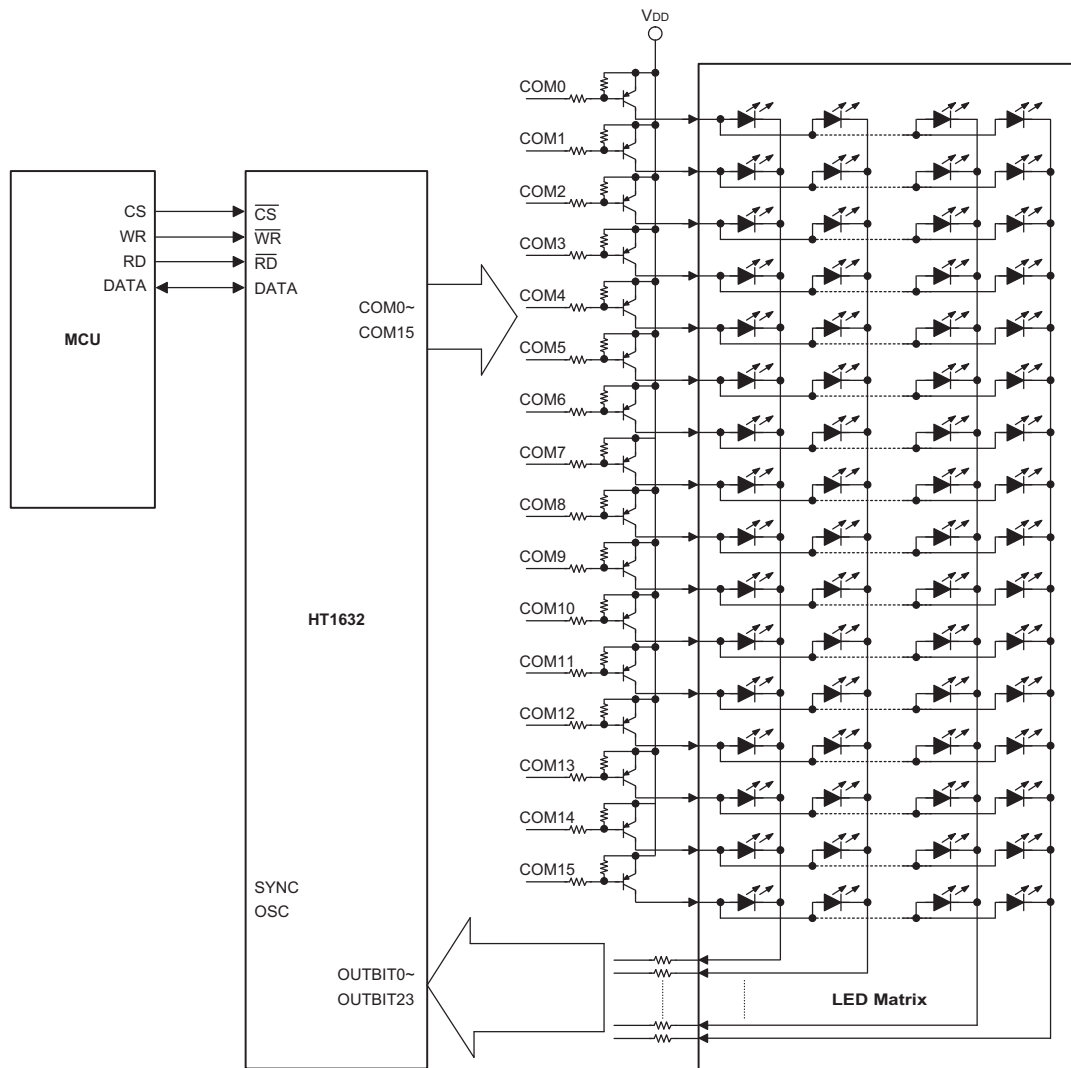 VDD
COM0
COM1
COM2
COM3
COM4
COM5
COM6
COM7
COM8
COM9
COM10
COM11
COM12
COM13
COM14
COM15
CS
WR
RD
DATA
MCU
CS
WR
RD
DATA
COM0~
COM15
HT1632
SYNC
OSC
OUTBIT0~
OUTBIT23
LED Matrix